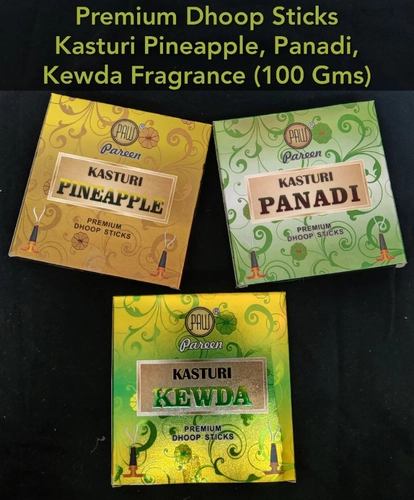 Premium Dhoop Sticks
Kasturi Pineapple, Panadi,
Kewda Fragrance (100 Gms)
PAW®
Pareen
KASTURI
PINEAPPLE
PREMIUM
DHOOP STICKS
PAW®
Pareen
KASTURI
PANADI
PREMIUM
DHOOP STICKS
PAW®
Pareen
KASTURI
KEWDA
PREMIUM
DHOOP STICKS